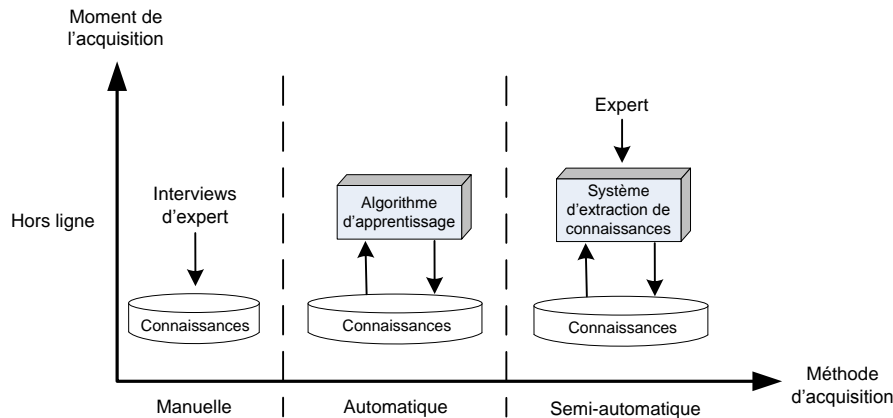 Moment de
l'acquisition
Expert
Interviews
d'expert
Algorithme
d'apprentissage
Système
d'extraction de
connaissances
Hors ligne
Connaissances
Connaissances
Connaissances
Manuelle
Automatique
Semi-automatique
Méthode
d'acquisition